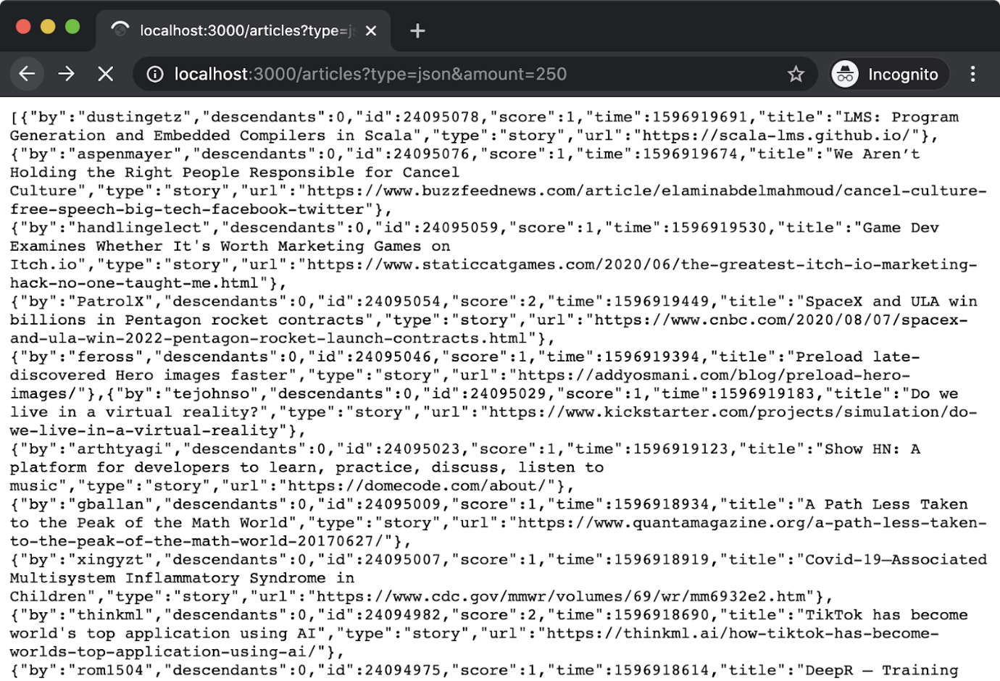 localhost:3000/articles?type=js
localhost:3000/articles?type=json&amount=250
Incognito
[{"by":"dustingetz","descendants":0,"id":24095078,"score":1,"time":1596919691,"title":"LMS: Program
Generation and Embedded Compilers in Scala","type":"story","url":"https://scala-lms.github.io/"},
{"by":"aspenmayer","descendants":0,"id":24095076,"score":1,"time":1596919674,"title":"We Aren’t
Holding the Right People Responsible for Cancel
Culture","type":"story","url":"https://www.buzzfeednews.com/article/elaminabdelmahmoud/cancel-culture-
free-speech-big-tech-facebook-twitter"},
{"by":"handlingelect","descendants":0,"id":24095059,"score":1,"time":1596919530,"title":"Game Dev
Examines Whether It's Worth Marketing Games on
Itch.io","type":"story","url":"https://www.staticcatgames.com/2020/06/the-greatest-itch-io-marketing-
hack-no-one-taught-me.html"},
{"by":"PatrolX","descendants":0,"id":24095054,"score":2,"time":1596919449,"title":"SpaceX and ULA win
billions in Pentagon rocket contracts","type":"story","url":"https://www.cnbc.com/2020/08/07/spacex-
and-ula-win-2022-pentagon-rocket-launch-contracts.html"},
{"by":"feross","descendants":0,"id":24095046,"score":1,"time":1596919394,"title":"Preload late-
discovered Hero images faster","type":"story","url":"https://addyosmani.com/blog/preload-hero-
images/"},{"by":"tejohnso","descendants":0,"id":24095029,"score":1,"time":1596919183,"title":"Do we
live in a virtual reality?","type":"story","url":"https://www.kickstarter.com/projects/simulation/do-
we-live-in-a-virtual-reality"},
{"by":"arthtyagi","descendants":0,"id":24095023,"score":1,"time":1596919123,"title":"Show HN: A
platform for developers to learn, practice, discuss, listen to
music","type":"story","url":"https://domecode.com/about/"},
{"by":"gballan","descendants":0,"id":24095009,"score":1,"time":1596918934,"title":"A Path Less Taken
to the Peak of the Math World","type":"story","url":"https://www.quantamagazine.org/a-path-less-taken-
to-the-peak-of-the-math-world-20170627/"},
{"by":"xingyzt","descendants":0,"id":24095007,"score":1,"time":1596918919,"title":"Covid-19–Associated
Multisystem Inflammatory Syndrome in
Children","type":"story","url":"https://www.cdc.gov/mmwr/volumes/69/wr/mm6932e2.htm"},
{"by":"thinkml","descendants":0,"id":24094982,"score":2,"time":1596918690,"title":"TikTok has become
world's top application using AI","type":"story","url":"https://thinkml.ai/how-tiktok-has-become-
worlds-top-application-using-ai/"},
{"by":"rom1504","descendants":0,"id":24094975,"score":1,"time":1596918614,"title":"DeepR – Training